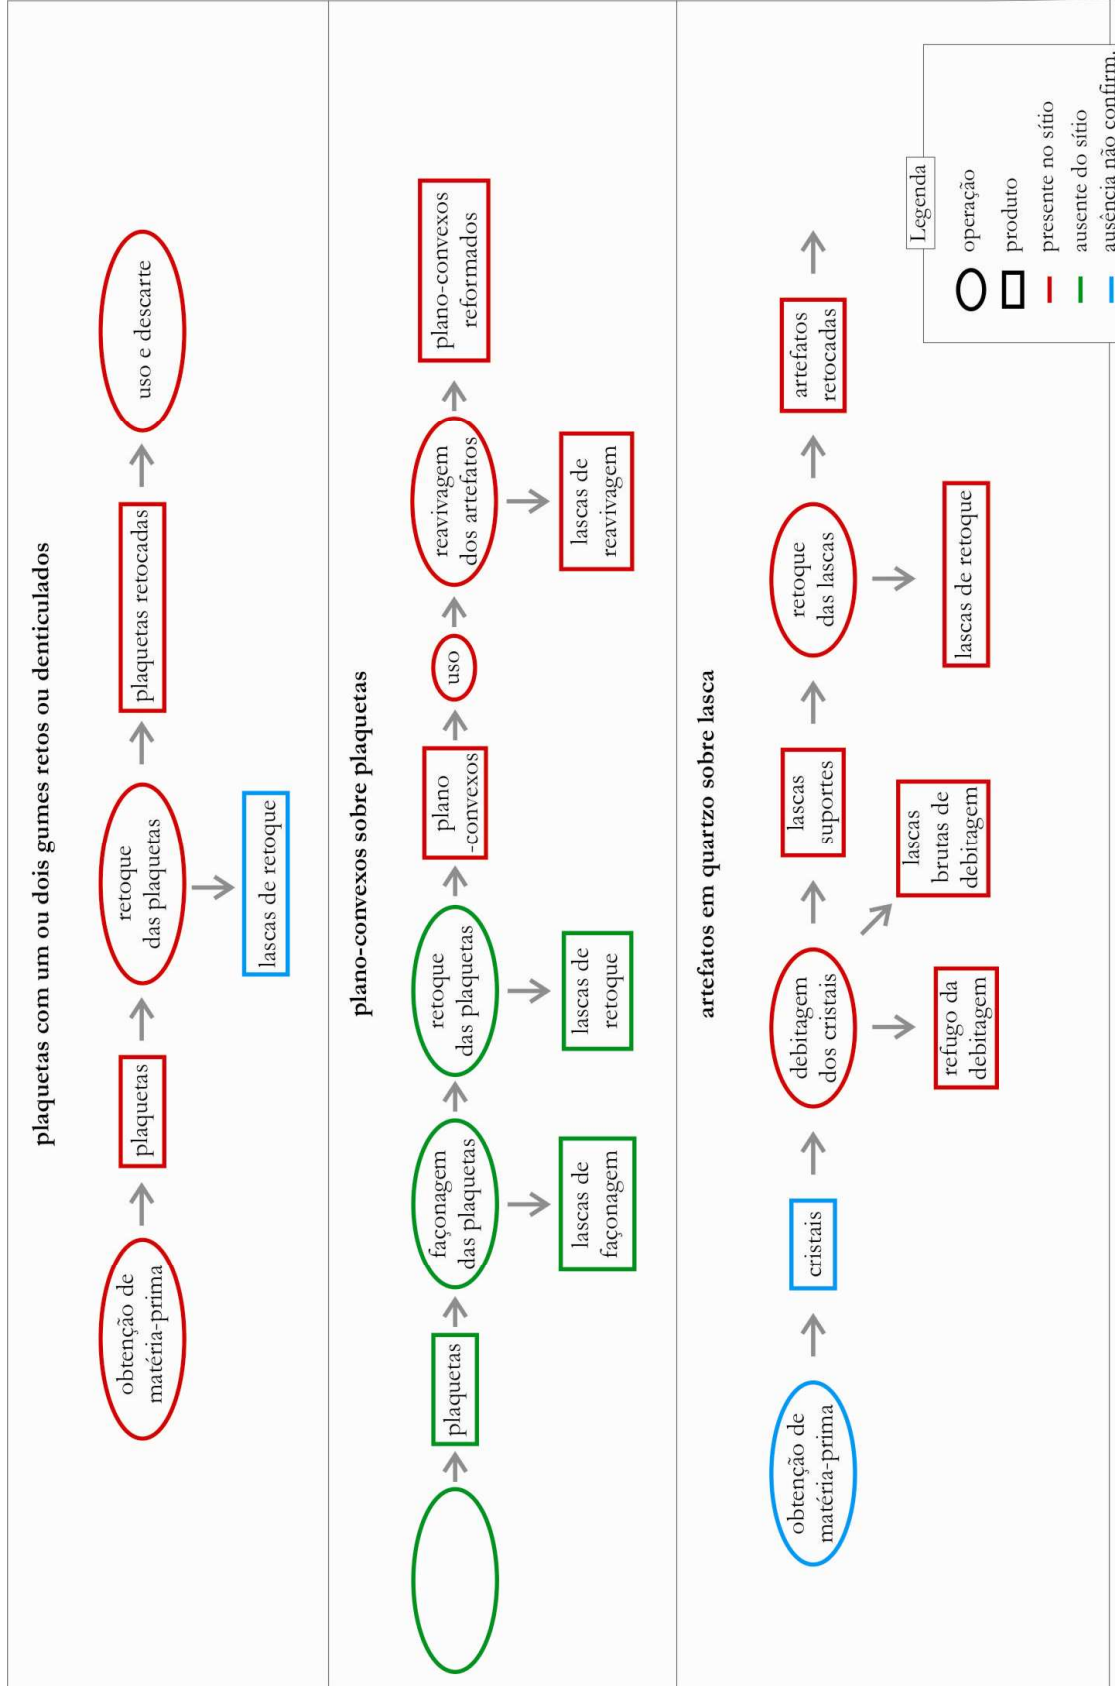 plaquetas com um ou dois gumes retos ou denticulados
obtenção de
matéria-prima
plaquetas
retoque
das plaquetas
lascas de retoque
plaquetas retocadas
uso e descarte
plano-convexos sobre plaquetas
plaquetas
façonagem
das plaquetas
lascas de
façonagem
retoque
das plaquetas
lascas de
retoque
plano
-convexos
uso
reavivagem
dos artefatos
lascas de
reavivagem
plano-convexos
reformados
artefatos em quartzo sobre lasca
obtenção de
matéria-prima
cristais
debitagem
dos cristais
refugo da
debitagem
lascas
brutas de
debitagem
lascas
suportes
retoque
das lascas
lascas de retoque
artefatos
retocadas
Legenda
operação
produto
presente no sítio
ausente do sítio
ausência não confirm.